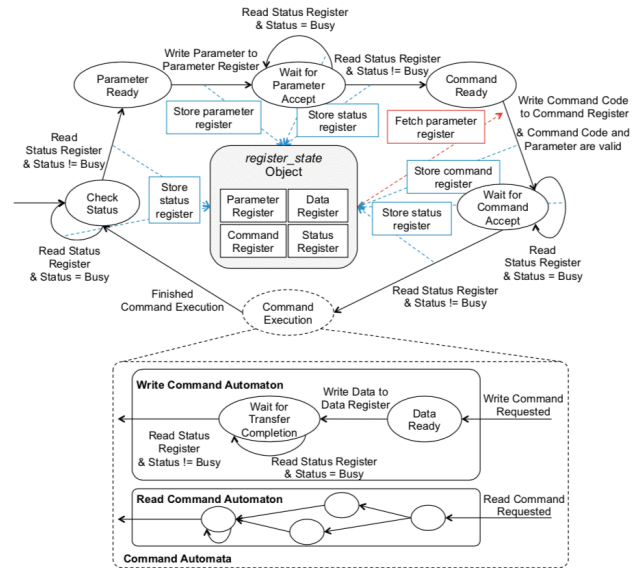 Read Status Register
& Status = Busy
Write Parameter to
Parameter Register
Read Status Register
& Status != Busy
Parameter
Ready
Wait for
Parameter
Accept
Command
Ready
Store parameter
register
Store status
register
Fetch parameter
register
Write Command Code
to Command Register
& Command Code and
Parameter are valid
Read
Status Register
& Status != Busy
register_state
Object
Parameter
Register
Data
Register
Command
Register
Status
Register
Store command
register
Check
Status
Store
status
register
Store status
register
Wait for
Command
Accept
Read Status
Register
& Status = Busy
Read
Status Register
& Status = Busy
Finished
Command Execution
Command
Execution
Read Status Register
& Status != Busy
Write Command Automaton
Write Data to
Data Register
Write Command
Requested
Wait for
Transfer
Completion
Data
Ready
Read Status
Register
& Status != Busy
Read Status Register
& Status = Busy
Read Command Automaton
Read Command
Requested
Command Automata